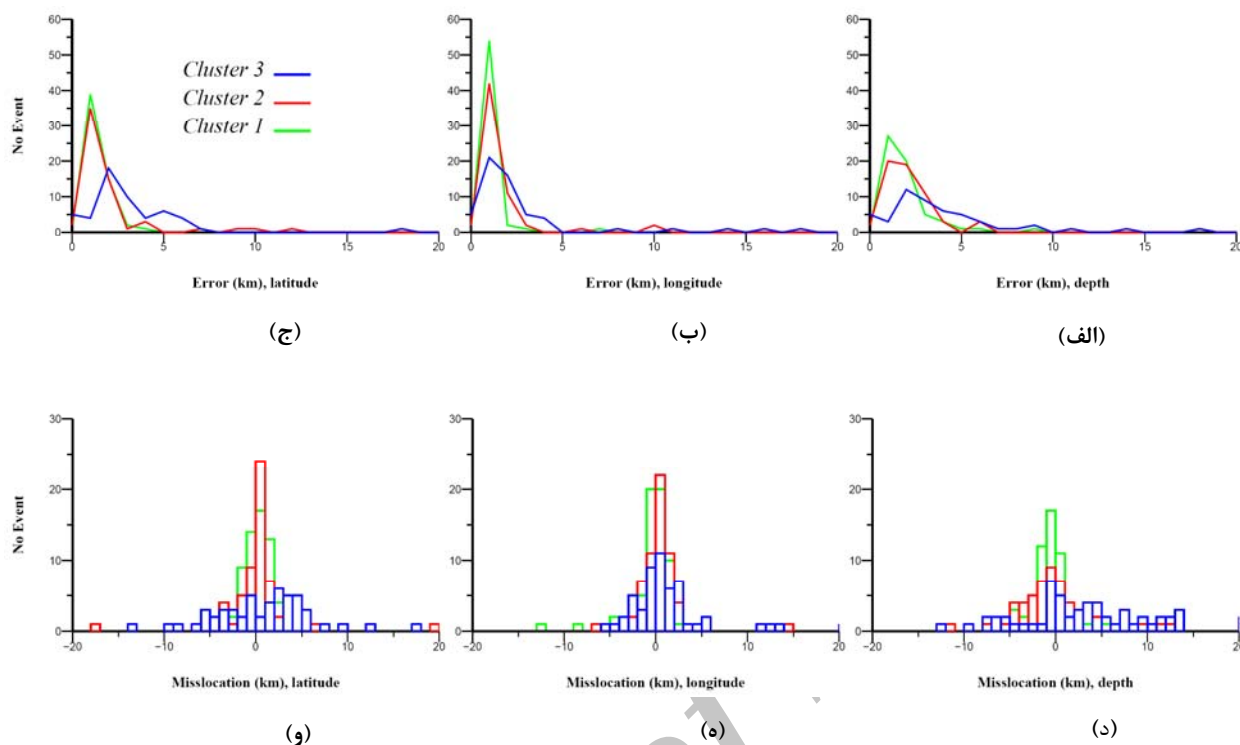 60
50
40
30
20
10
0
No Event
Cluster 3
Cluster 2
Cluster 1
0 5 10 15 20
Error (km), latitude
(ج)
60
50
40
30
20
10
0
0 5 10 15 20
Error (km), longitude
(ب)
60
50
40
30
20
10
0
0 5 10 15 20
Error (km), depth
(الف)
30
20
10
0
No Event
−20 −10 0 10 20
Misslocation (km), latitude
(و)
30
20
10
0
−20 −10 0 10 20
Misslocation (km), longitude
(ه)
30
20
10
0
−20 −10 0 10 20
Misslocation (km), depth
(د)